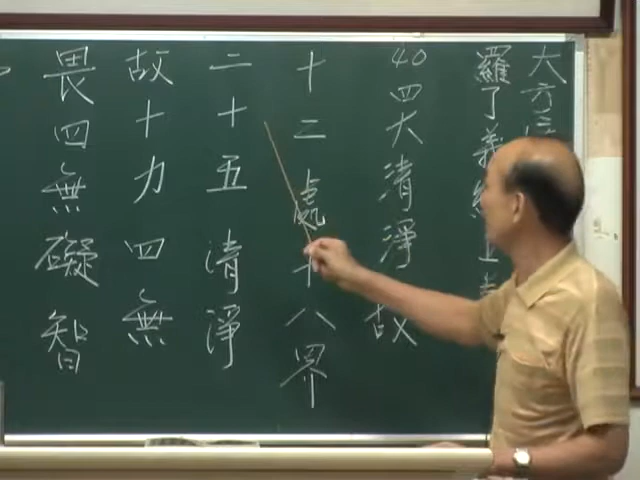 大方
羅了義
40 四大清淨故
十二處十八界
二十五清淨
故十力四無
畏四無礙智